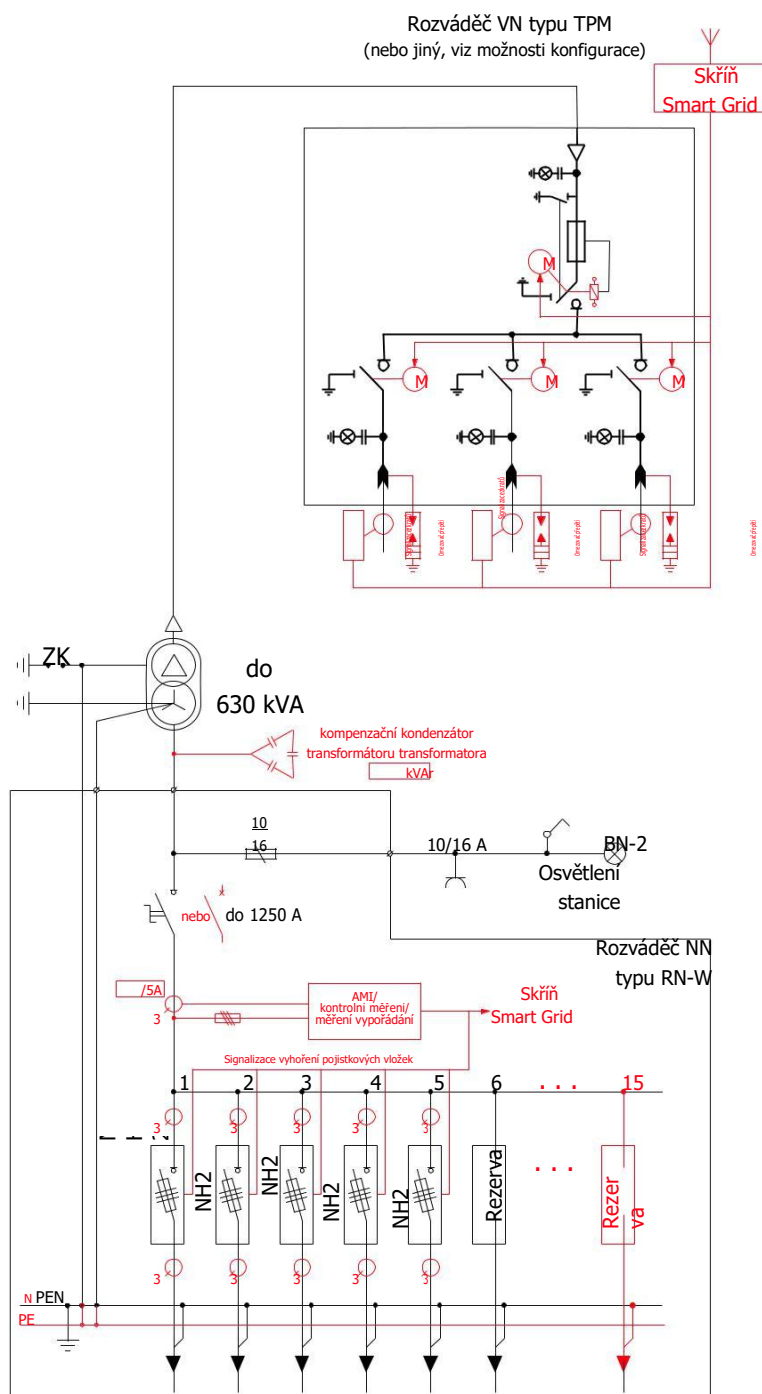 Rozváděč VN typu TPM
(nebo jiný, viz možnosti konfigurace)
Skříň
Smart Grid
M
M
M
M
ZK
do
630 kVA
kompenzační kondenzátor
transformátoru transformatora
kVAr
10
16
10/16 A
BN-2
Osvětlení
stanice
nebo
do 1250 A
Rozváděč NN
typu RN-W
/5A
3
AMI/
kontrolní měření/
měření vypořádání
Skříň
Smart Grid
Signalizace vyhoření pojistkových vložek
1 2 3 4 5 6 . . . 15
3 3 3 3 3
NH2
NH2
NH2
NH2
NH2
Rezerva
. . .
Rezer
va
3 3 3 3 3
N PEN
PE